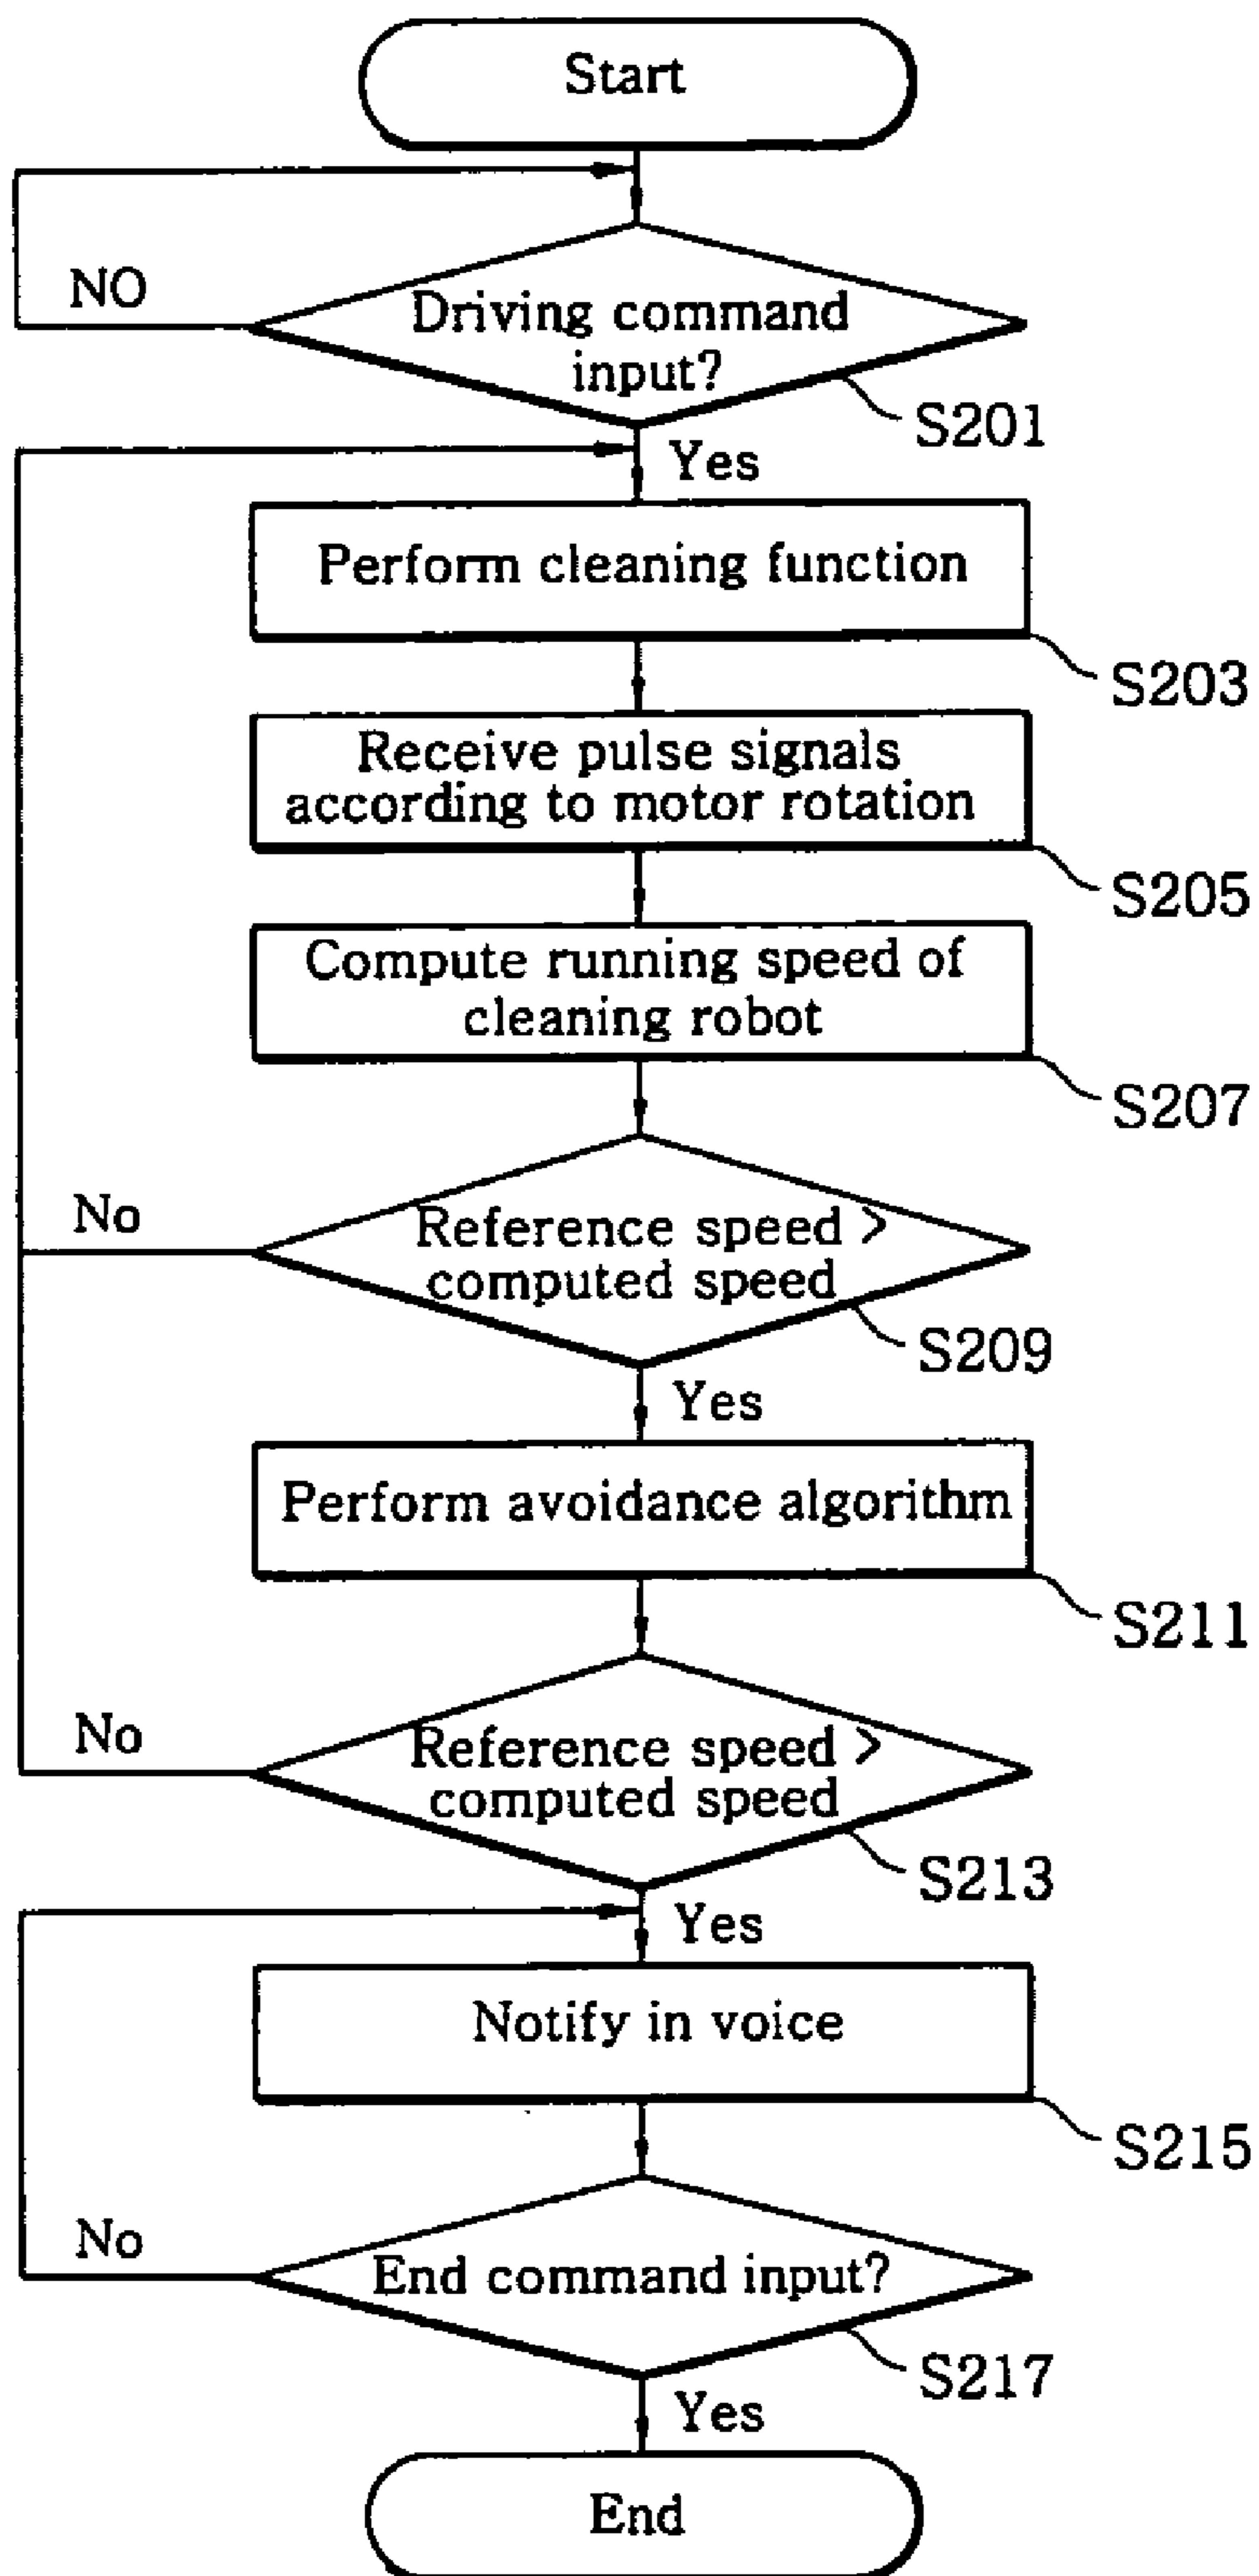 Start
NO
Driving command
input?
S201
Yes
Perform cleaning function
S203
Receive pulse signals
according to motor rotation
S205
Compute running speed of
cleaning robot
S207
No
Reference speed >
computed speed
S209
Yes
Perform avoidance algorithm
S211
No
Reference speed >
computed speed
S213
Yes
Notify in voice
S215
No
End command input?
S217
Yes
End